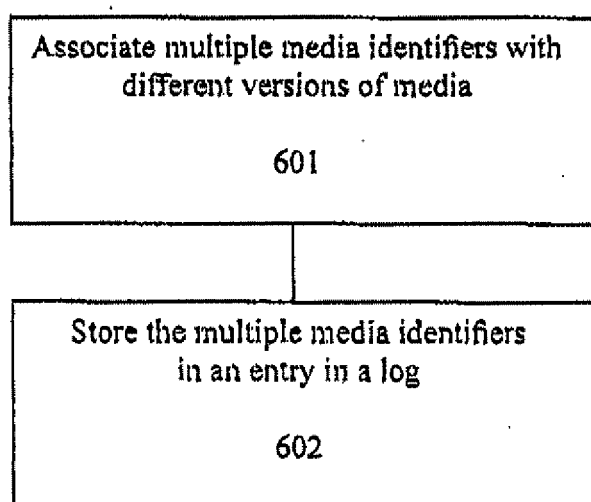 Associate multiple media identifiers with
different versions of media
601
Store the multiple media identifiers
in an entry in a log
602